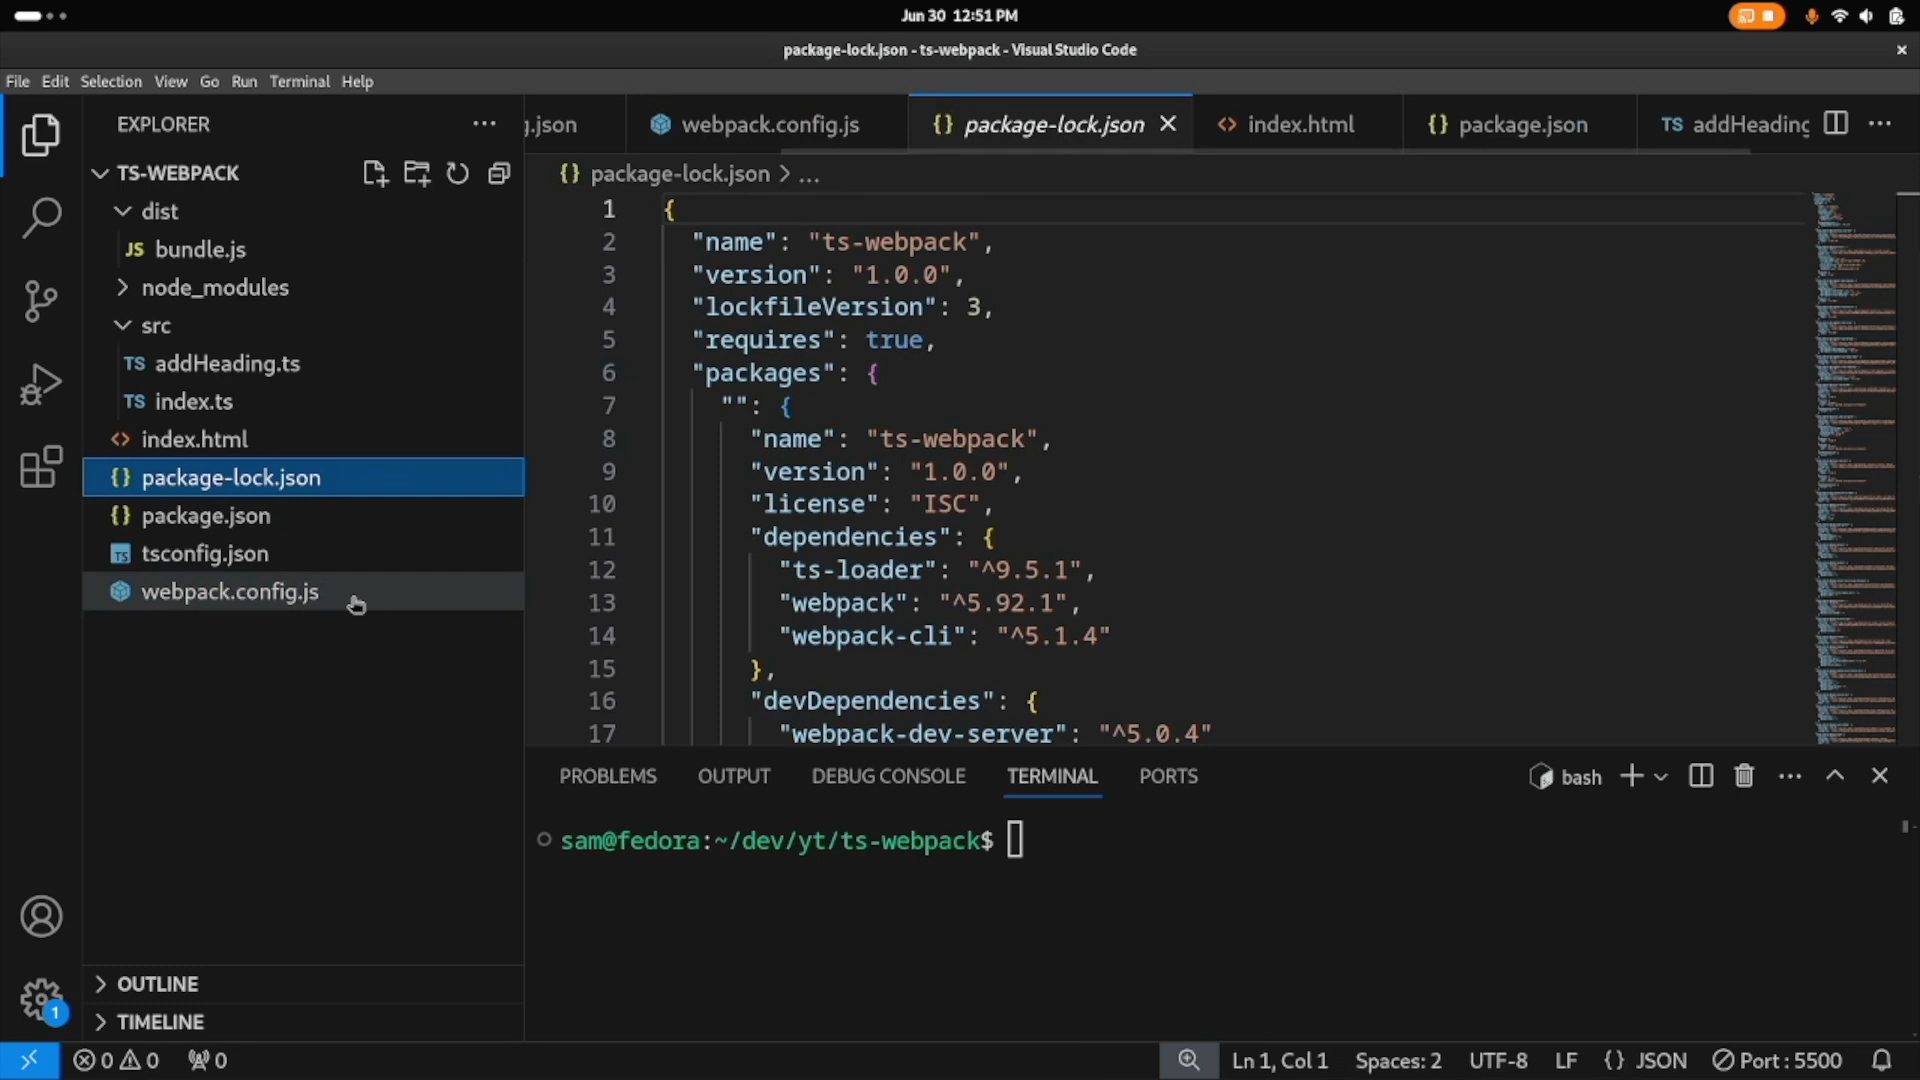 Jun 30 12:51 PM
package-lock.json - ts-webpack - Visual Studio Code
File Edit Selection View Go Run Terminal Help
EXPLORER
TS-WEBPACK
dist
JS bundle.js
node_modules
src
TS addHeading.ts
TS index.ts
<> index.html
{} package-lock.json
{} package.json
TS tsconfig.json
webpack.config.js
OUTLINE
TIMELINE
g.json
webpack.config.js
{} package-lock.json
<> index.html
{} package.json
TS addHeading
{} package-lock.json > ...
1 {
2 "name": "ts-webpack",
3 "version": "1.0.0",
4 "lockfileVersion": 3,
5 "requires": true,
6 "packages": {
7 "": {
8 "name": "ts-webpack",
9 "version": "1.0.0",
10 "license": "ISC",
11 "dependencies": {
12 "ts-loader": "^9.5.1",
13 "webpack": "^5.92.1",
14 "webpack-cli": "^5.1.4"
15 },
16 "devDependencies": {
17 "webpack-dev-server": "^5.0.4"
PROBLEMS OUTPUT DEBUG CONSOLE TERMINAL PORTS
bash
sam@fedora:~/dev/yt/ts-webpack$
1
0 0 0
Ln 1, Col 1 Spaces: 2 UTF-8 LF {} JSON Port : 5500